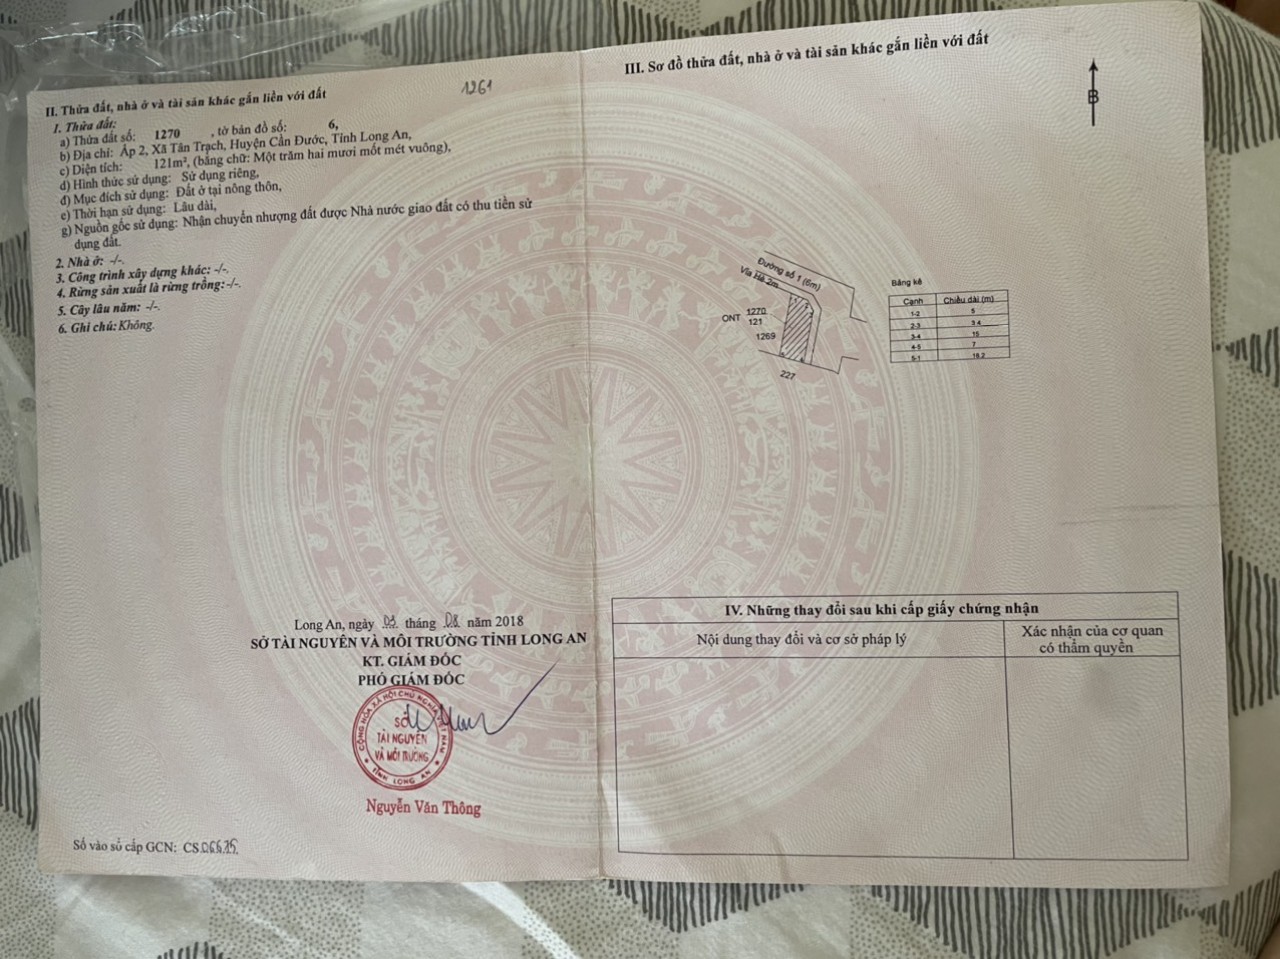 1261
II. Thửa đất, nhà ở và tài sản khác gắn liền với đất
1. Thửa đất:
a) Thửa đất số: 1270 , tờ bản đồ số: 6,
b) Địa chỉ: Ấp 2, Xã Tân Trạch, Huyện Cần Đước, Tỉnh Long An,
c) Diện tích: 121m², (bằng chữ: Một trăm hai mươi mốt mét vuông),
d) Hình thức sử dụng: Sử dụng riêng,
đ) Mục đích sử dụng: Đất ở tại nông thôn,
e) Thời hạn sử dụng: Lâu dài,
g) Nguồn gốc sử dụng: Nhận chuyển nhượng đất được Nhà nước giao đất có thu tiền sử
dụng đất.
2. Nhà ở: -/-.
3. Công trình xây dựng khác: -/-.
4. Rừng sản xuất là rừng trồng: -/-.
5. Cây lâu năm: -/-.
6. Ghi chú: Không.
Long An, ngày tháng 08 năm 2018
SỞ TÀI NGUYÊN VÀ MÔI TRƯỜNG TỈNH LONG AN
KT. GIÁM ĐỐC
PHÓ GIÁM ĐỐC
CỘNG HÒA XÃ HỘI CHỦ NGHĨA VIỆT NAM
SỞ
TÀI NGUYÊN
VÀ MÔI TRƯỜNG
TỈNH LONG AN
Nguyễn Văn Thông
Số vào sổ cấp GCN: CS
III. Sơ đồ thửa đất, nhà ở và tài sản khác gắn liền với đất
B
Đường số 1 (6m)
Vỉa Hè 2m
ONT 1270
121
1269
227
Bảng kê
Cạnh Chiều dài (m)
1-2 5
2-3 3.4
3-4 15
4-5 7
5-1 18.2
IV. Những thay đổi sau khi cấp giấy chứng nhận
Nội dung thay đổi và cơ sở pháp lý
Xác nhận của cơ quan
có thẩm quyền